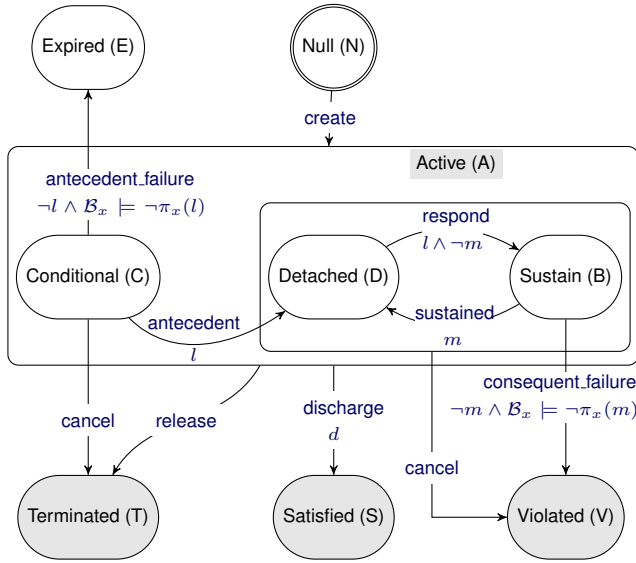 Expired (E)
Null (N)
create
Active (A)
antecedent_failure
¬l ∧ ℬₓ ⊨ ¬πₓ(l)
respond
l ∧ ¬m
Conditional (C)
Detached (D)
Sustain (B)
antecedent
l
sustained
m
consequent_failure
¬m ∧ ℬₓ ⊨ ¬πₓ(m)
cancel
release
discharge
d
cancel
Terminated (T)
Satisfied (S)
Violated (V)